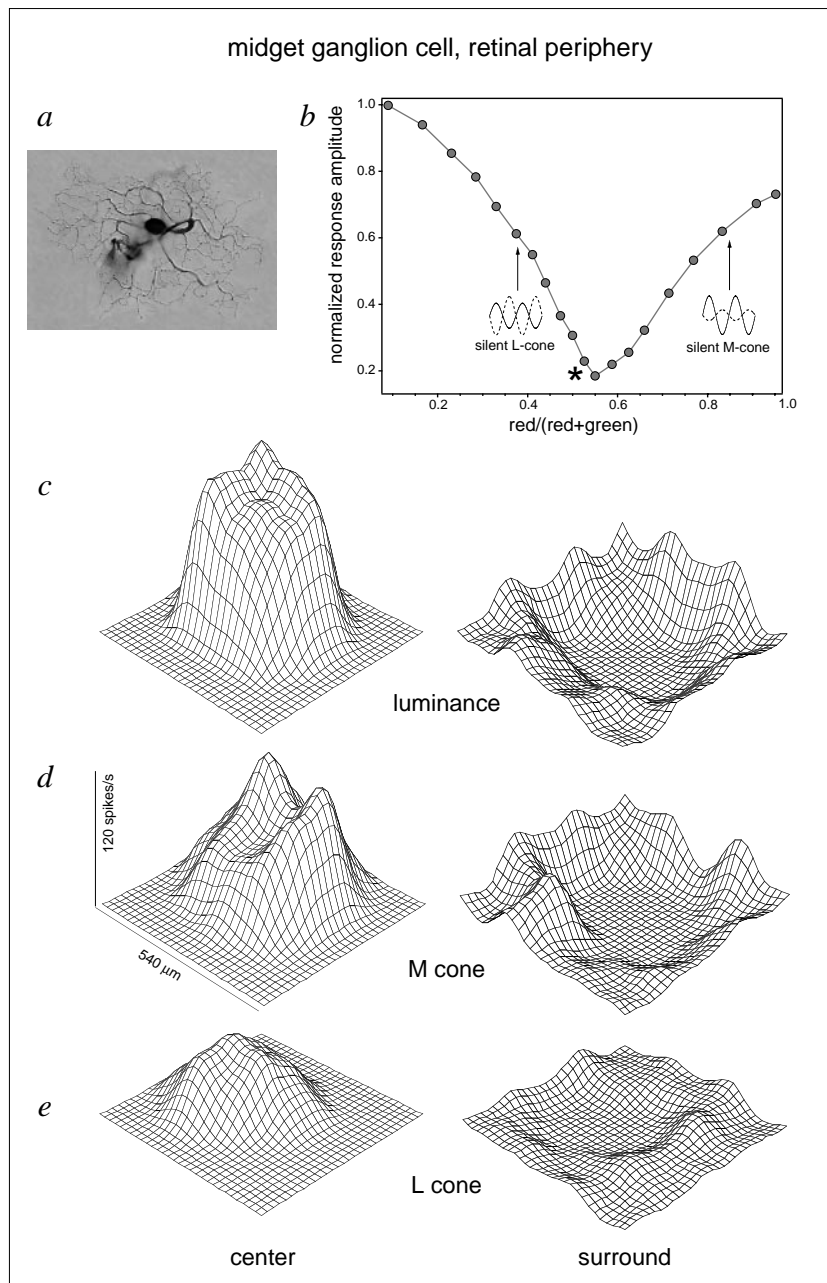 midget ganglion cell, retinal periphery
a
b
normalized response amplitude
1.0
0.8
0.6
0.4
0.2
silent L-cone
silent M-cone
*
0.2
0.4
0.6
0.8
1.0
red/(red+green)
c
luminance
d
120 spikes/s
540 µm
M cone
e
L cone
center
surround